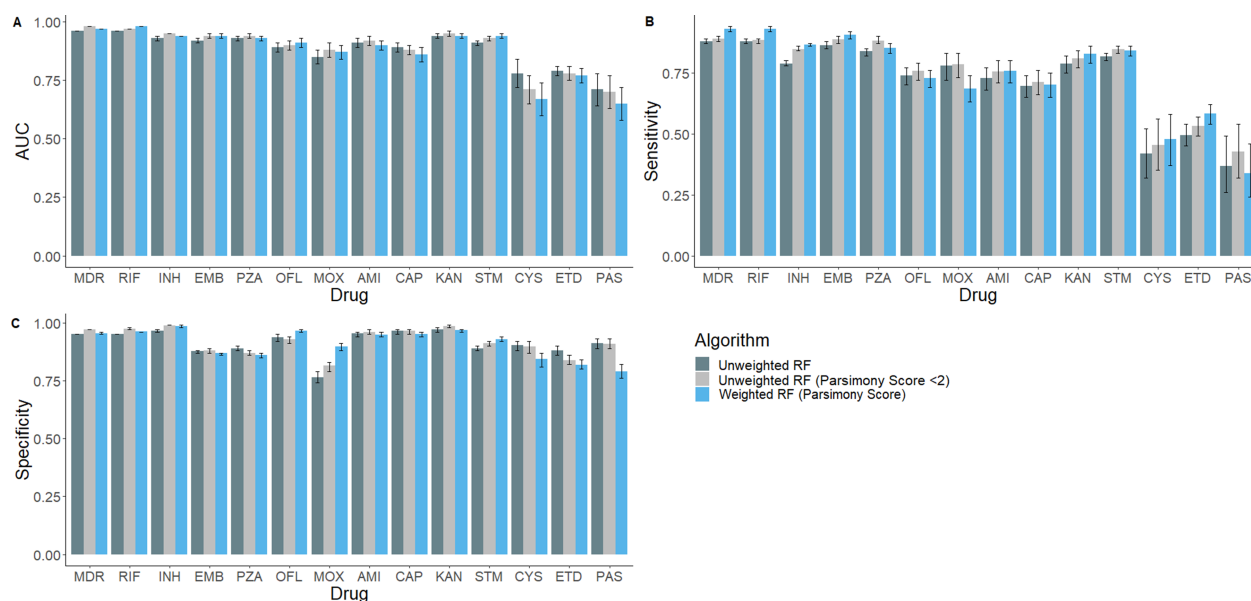 A
1.00
0.75
0.50
0.25
0.00
AUC
MDR RIF INH EMB PZA OFL MOX AMI CAP KAN STM CYS ETD PAS
Drug
B
0.75
0.50
0.25
0.00
Sensitivity
MDR RIF INH EMB PZA OFL MOX AMI CAP KAN STM CYS ETD PAS
Drug
C
1.00
0.75
0.50
0.25
0.00
Specificity
MDR RIF INH EMB PZA OFL MOX AMI CAP KAN STM CYS ETD PAS
Drug
Algorithm
Unweighted RF
Unweighted RF (Parsimony Score <2)
Weighted RF (Parsimony Score)